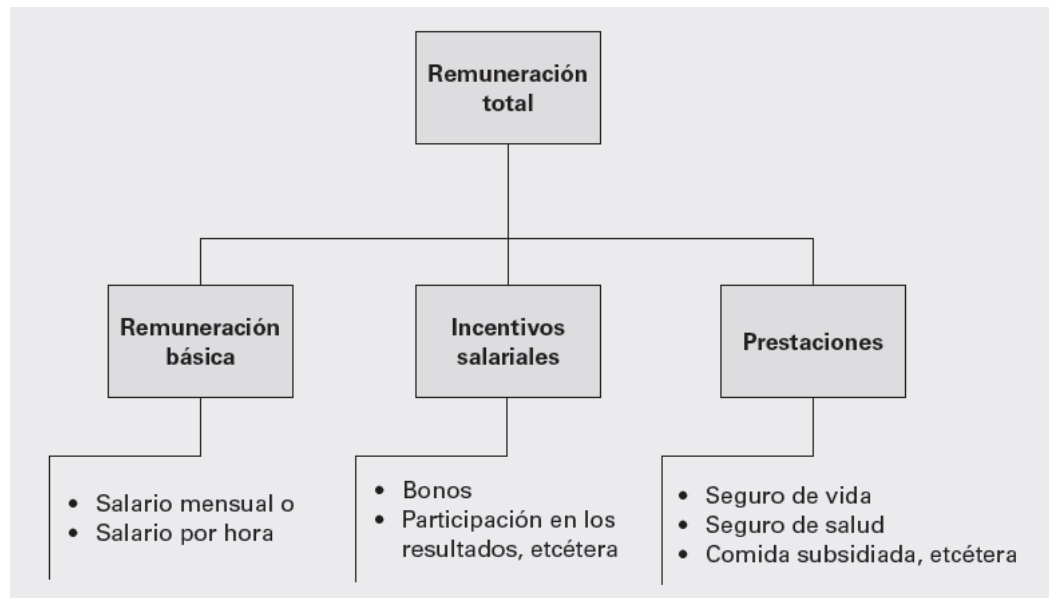 Remuneración
total
Remuneración
básica
Incentivos
salariales
Prestaciones
• Salario mensual o
• Salario por hora
• Bonos
• Participación en los
resultados, etcétera
• Seguro de vida
• Seguro de salud
• Comida subsidiada, etcétera